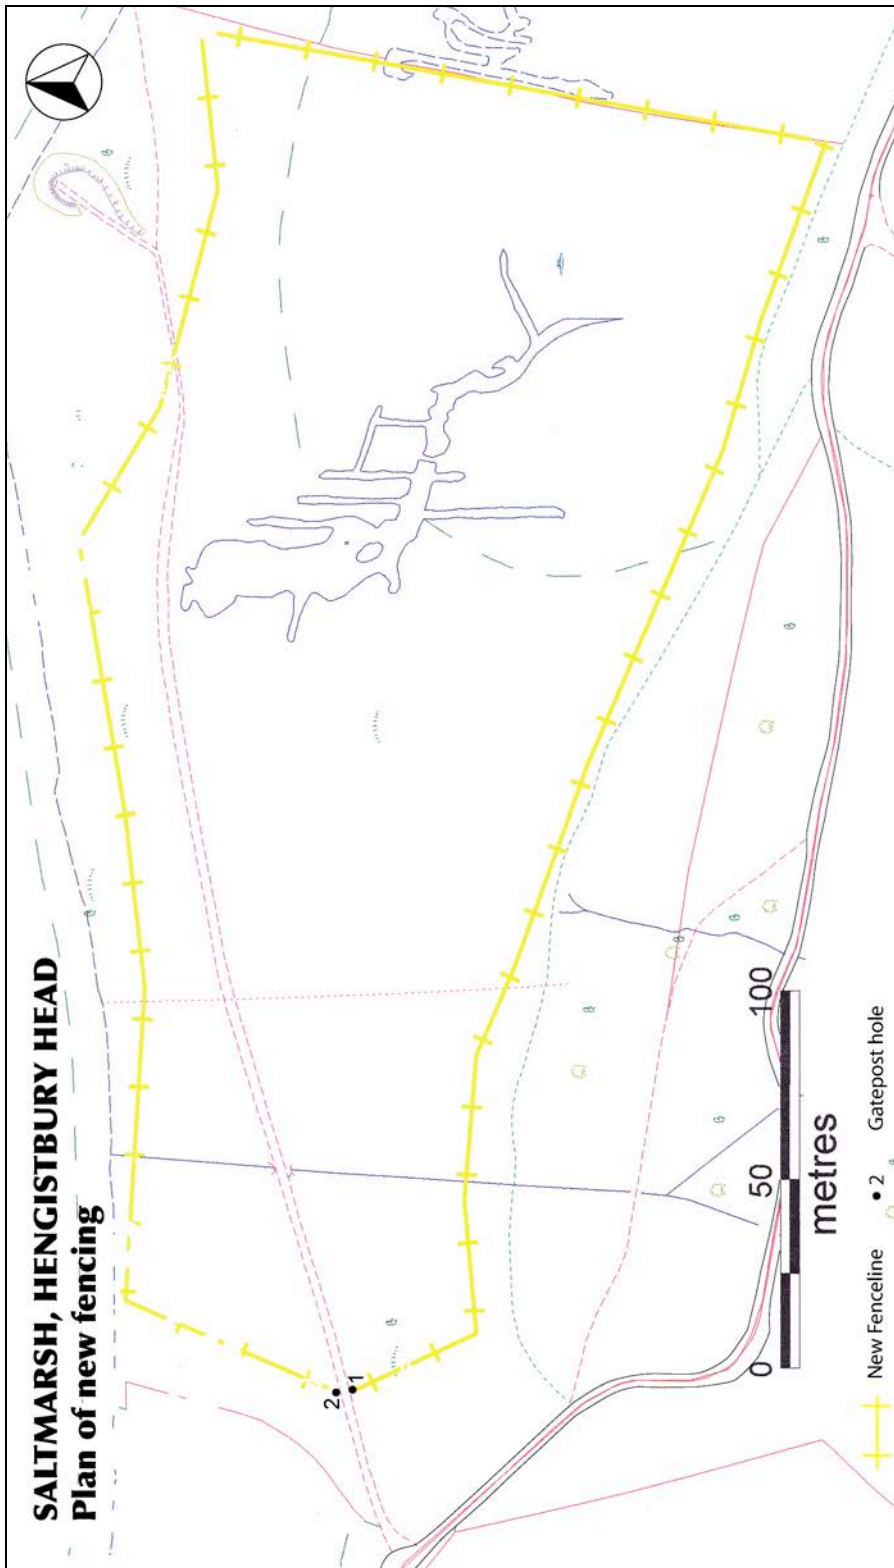 SALTMARSH, HENGISTBURY HEAD
Plan of new fencing
2
1
0 50 100
metres
New Fenceline • 2 Gatepost hole